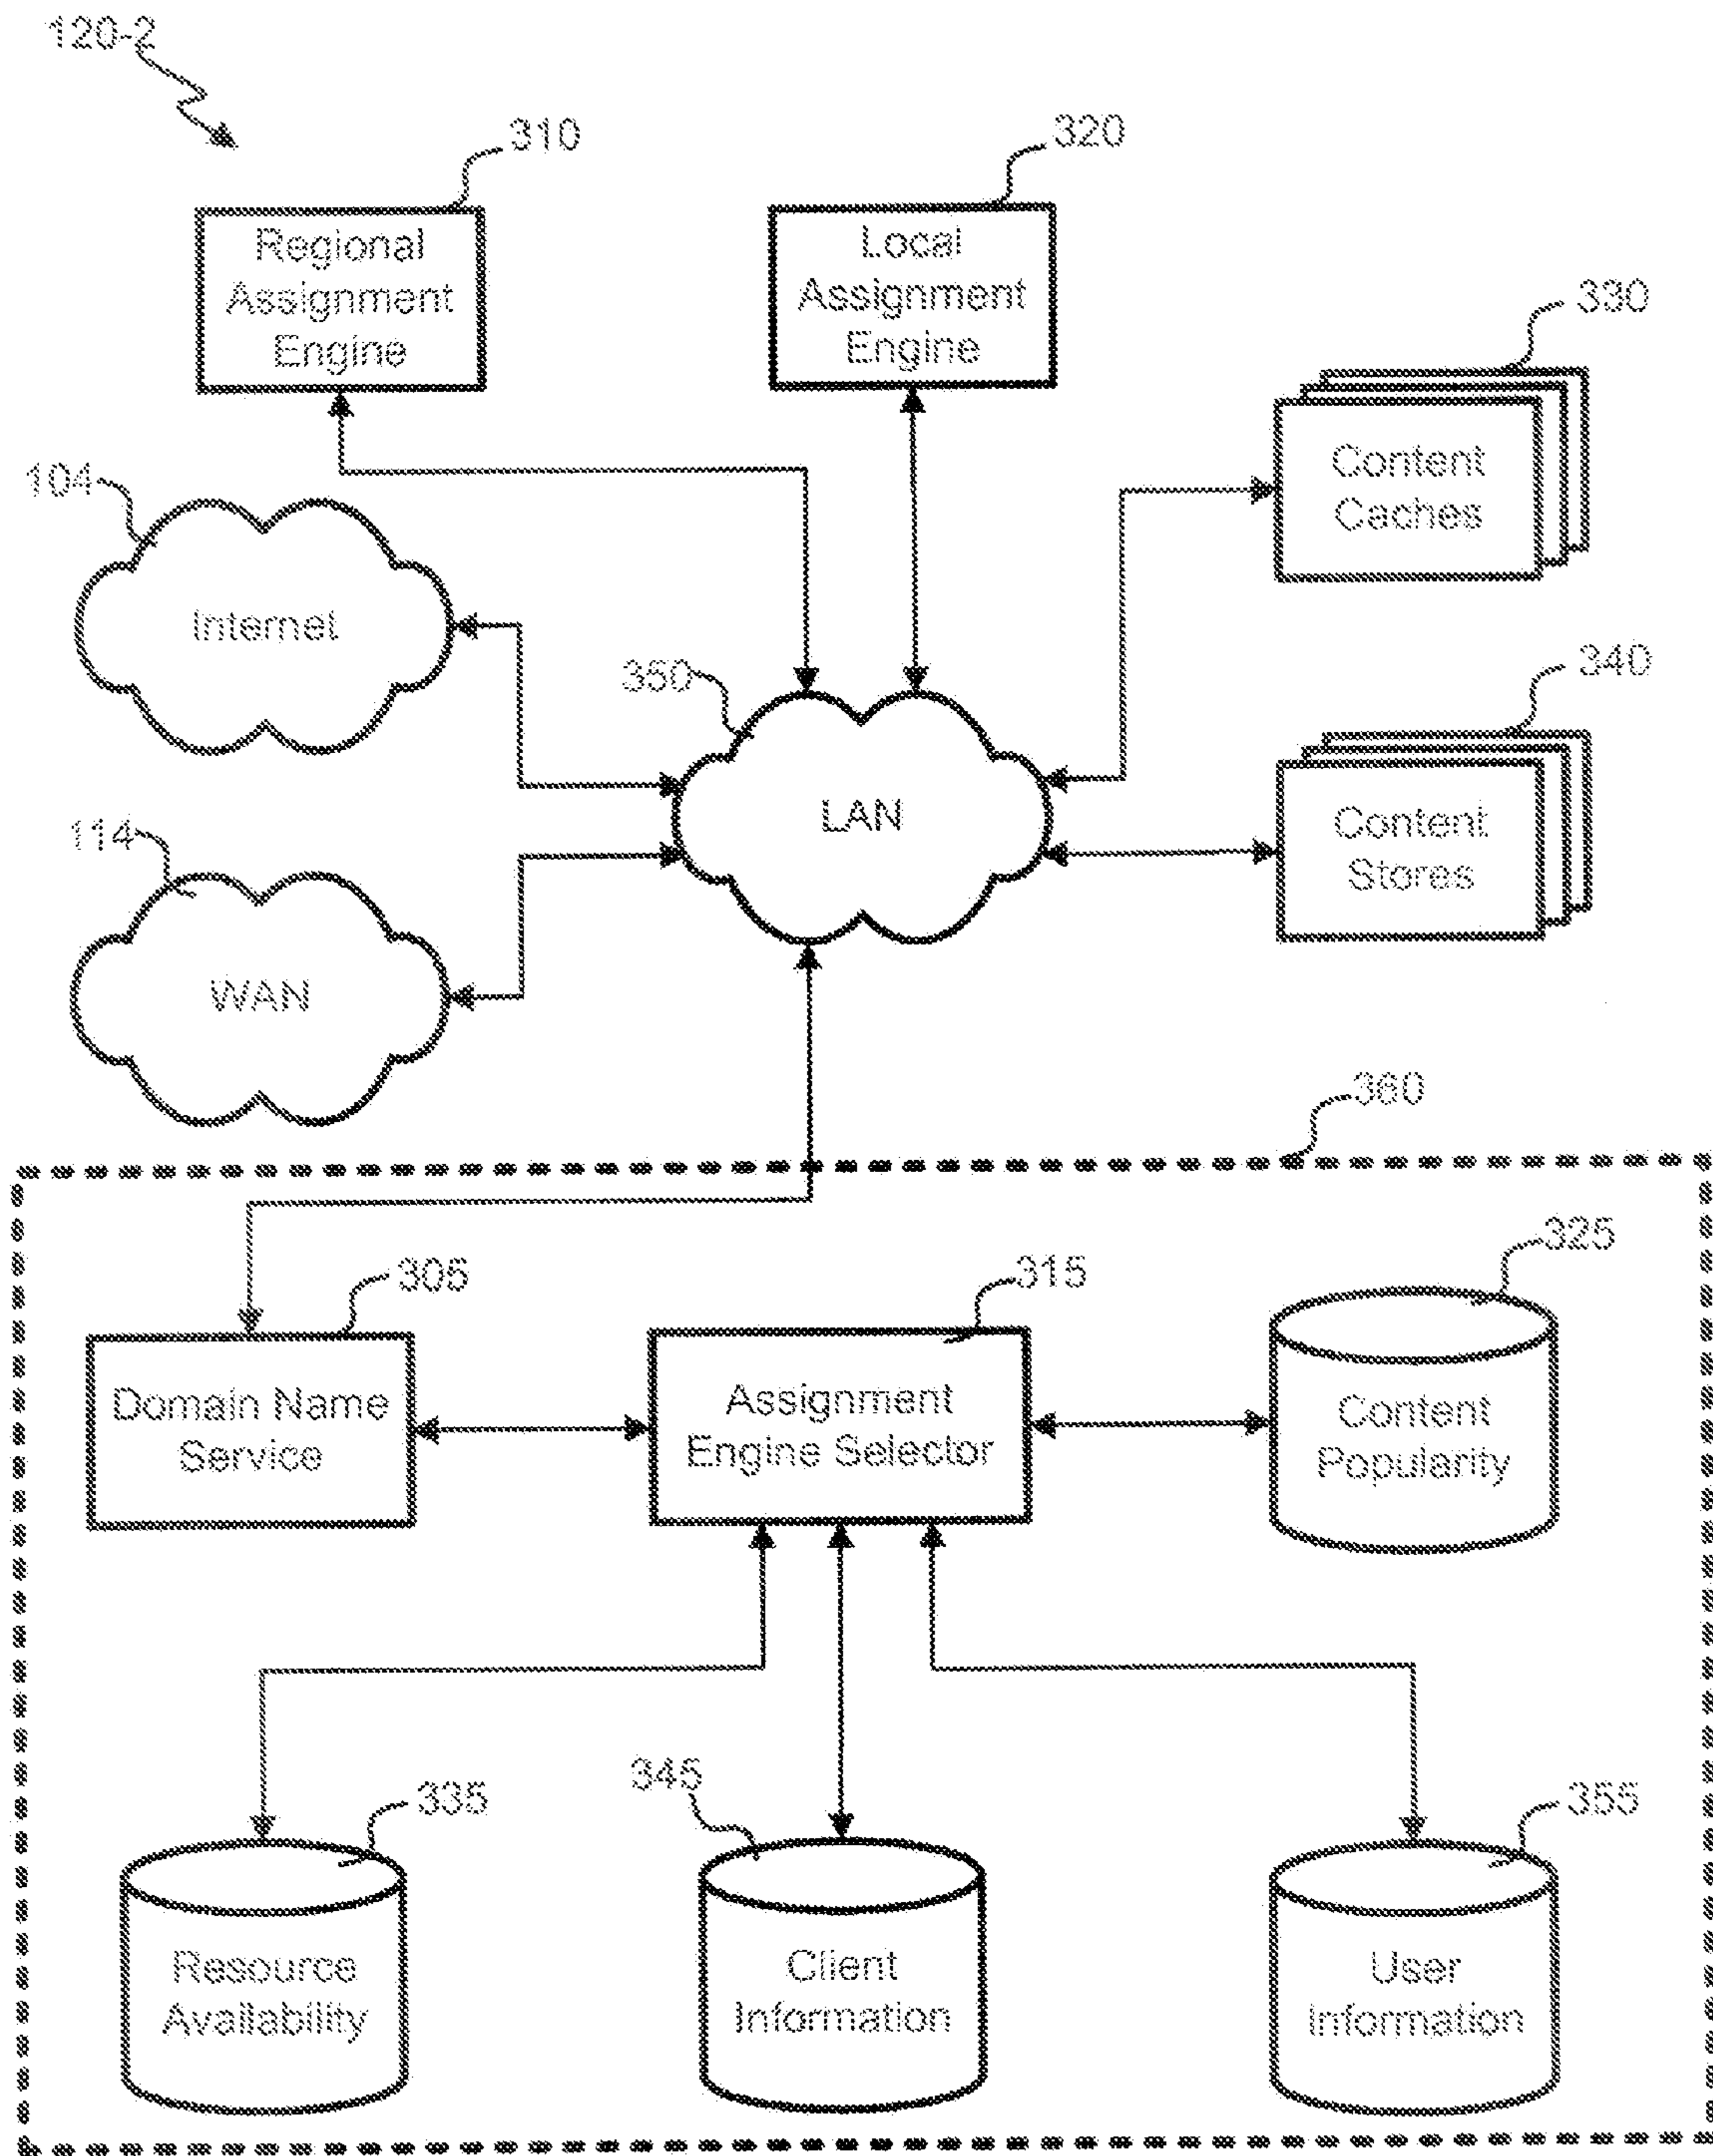 120-2
310
320
Regional
Assignment
Engine
Local
Assignment
Engine
330
Content
Caches
104
Internet
350
340
LAN
Content
Stores
114
WAN
360
305
315
325
Domain Name
Service
Assignment
Engine Selector
Content
Popularity
335
345
355
Resource
Availability
Client
Information
User
Information